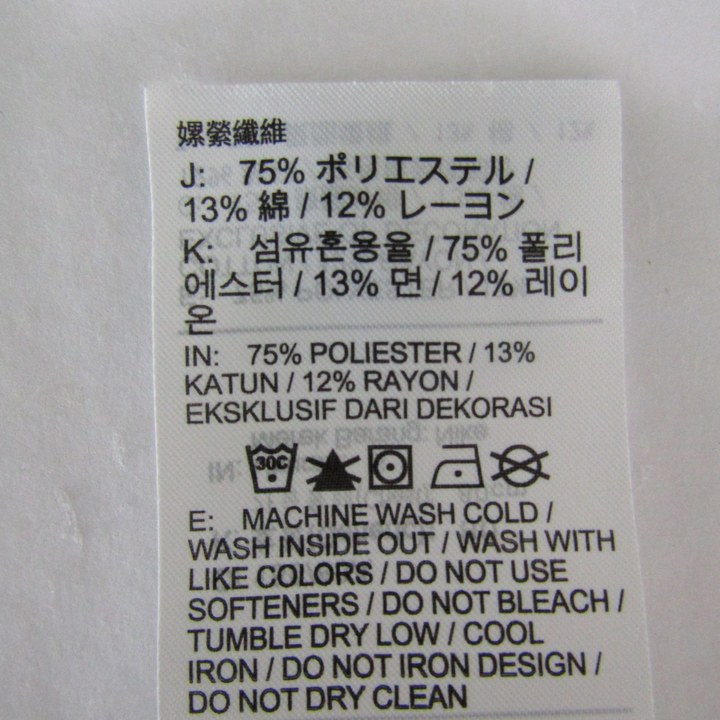 嫘縈纖維
J: 75% ポリエステル /
13% 綿 / 12% レーヨン
K: 섬유혼용율 / 75% 폴리
에스터 / 13% 면 / 12% 레이
온
IN: 75% POLIESTER / 13%
KATUN / 12% RAYON /
EKSKLUSIF DARI DEKORASI
30C
E: MACHINE WASH COLD /
WASH INSIDE OUT / WASH WITH
LIKE COLORS / DO NOT USE
SOFTENERS / DO NOT BLEACH /
TUMBLE DRY LOW / COOL
IRON / DO NOT IRON DESIGN /
DO NOT DRY CLEAN